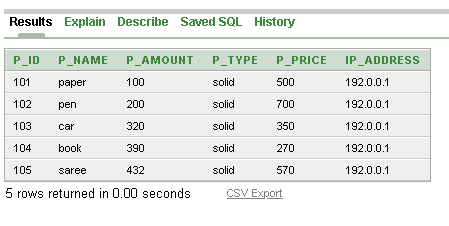 Results Explain Describe Saved SQL History
P_ID P_NAME P_AMOUNT P_TYPE P_PRICE IP_ADDRESS
101 paper 100 solid 500 192.0.0.1
102 pen 200 solid 700 192.0.0.1
103 car 320 solid 350 192.0.0.1
104 book 390 solid 270 192.0.0.1
105 saree 432 solid 570 192.0.0.1
5 rows returned in 0.00 seconds CSV Export